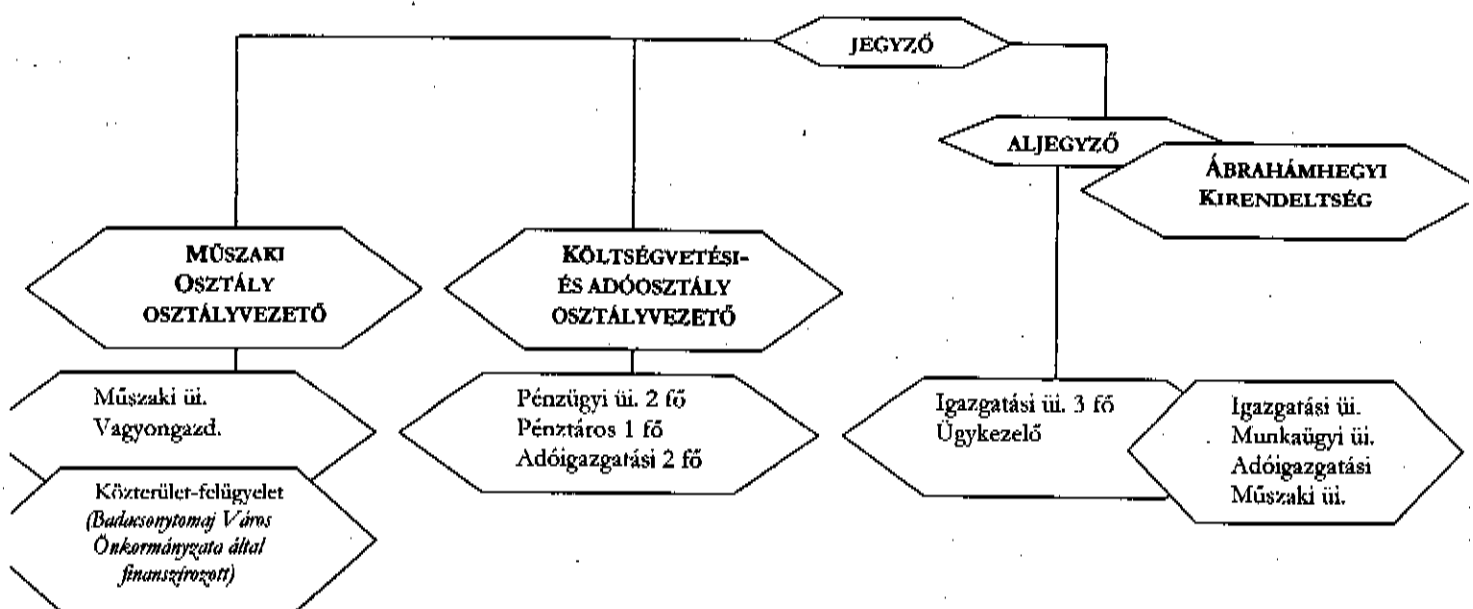 JEGYZŐ
ALJEGYZŐ
ÁBRAHÁMHEGYI
KIRENDELTSÉG
MŰSZAKI
OSZTÁLY
OSZTÁLYVEZETŐ
KÖLTSÉGVETÉSI-
ÉS ADÓOSZTÁLY
OSZTÁLYVEZETŐ
Műszaki üi.
Vagyongazd.
Közterület-felügyelet
(Badacsonytomaj Város
Önkormányzata által
finanszírozott)
Pénzügyi üi. 2 fő
Pénztáros 1 fő
Adóigazgatási 2 fő
Igazgatási üi. 3 fő
Ügykezelő
Igazgatási üi.
Munkaügyi üi.
Adóigazgatási
Műszaki üi.